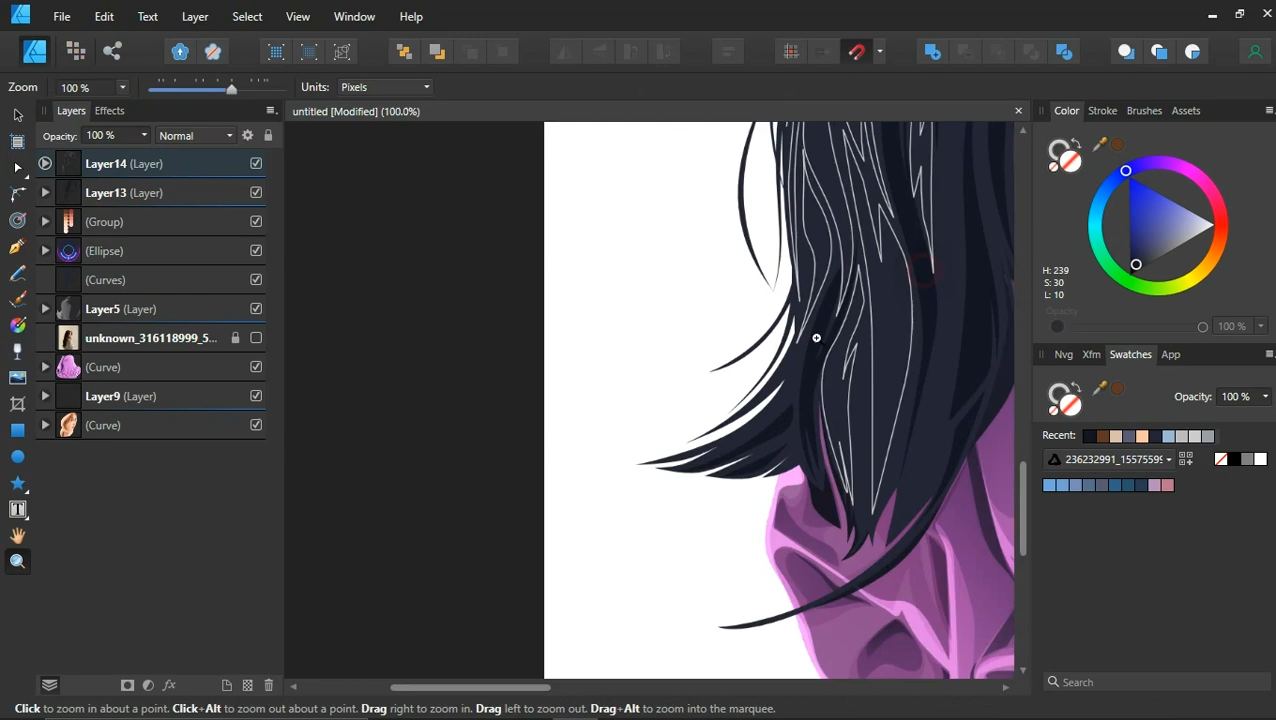 File Edit Text Layer Select View Window Help
Zoom 100 % Units: Pixels
Layers Effects
untitled [Modified] (100.0%)
Color Stroke Brushes Assets
Opacity: 100 % Normal
Layer14 (Layer)
Layer13 (Layer)
(Group)
(Ellipse)
(Curves)
Layer5 (Layer)
unknown_316118999_5...
(Curve)
Layer9 (Layer)
(Curve)
H: 239
S: 30
L: 10
Opacity
100 %
Nvg Xfm Swatches App
Opacity: 100 %
Recent:
236232991_1557559
Search
Click to zoom in about a point. Click+Alt to zoom out about a point. Drag right to zoom in. Drag left to zoom out. Drag+Alt to zoom into the marquee.